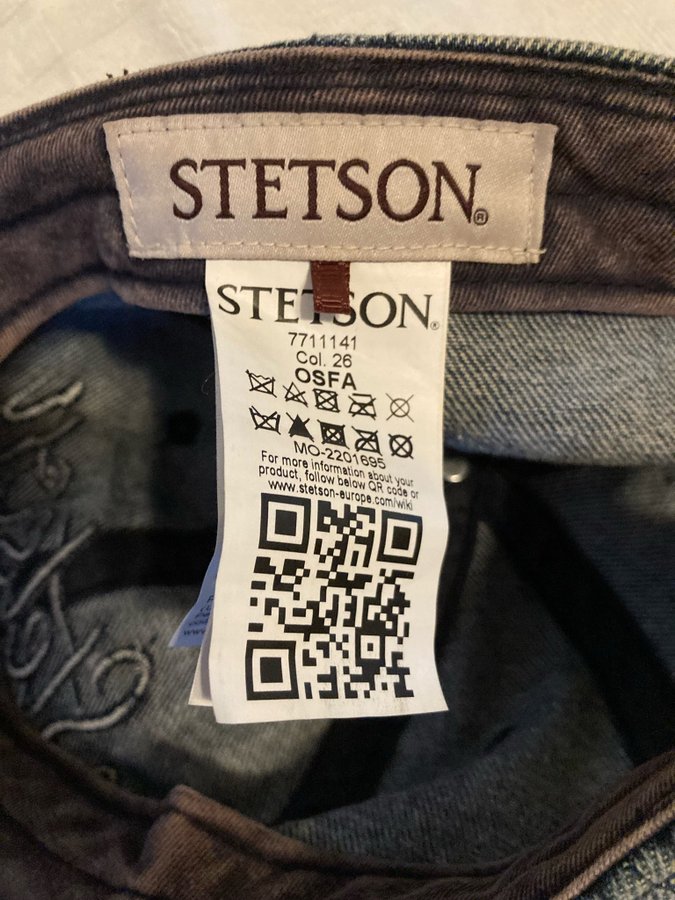 STETSON®
STETSON®
7711141
Col. 26
OSFA
MO-2201695
For more information about your
product, follow below QR code or
www.stetson-europe.com/wiki